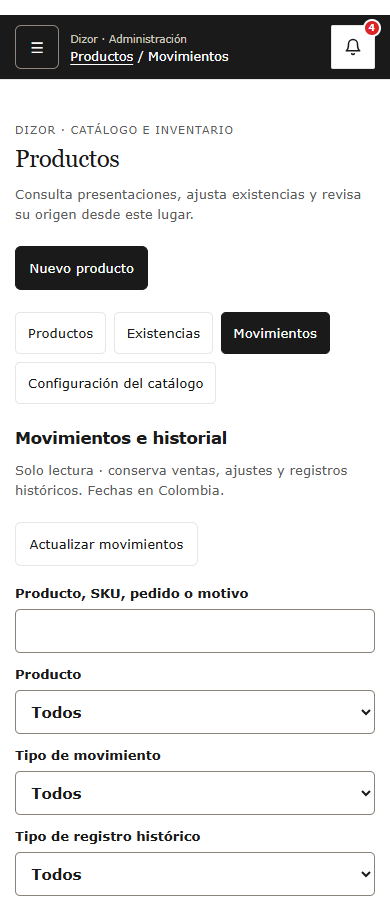 ☰
Dizor · Administración
Productos / Movimientos
4
DIZOR · CATÁLOGO E INVENTARIO
Productos
Consulta presentaciones, ajusta existencias y revisa
su origen desde este lugar.
Nuevo producto
Productos
Existencias
Movimientos
Configuración del catálogo
Movimientos e historial
Solo lectura · conserva ventas, ajustes y registros
históricos. Fechas en Colombia.
Actualizar movimientos
Producto, SKU, pedido o motivo
Producto
Todos
Tipo de movimiento
Todos
Tipo de registro histórico
Todos